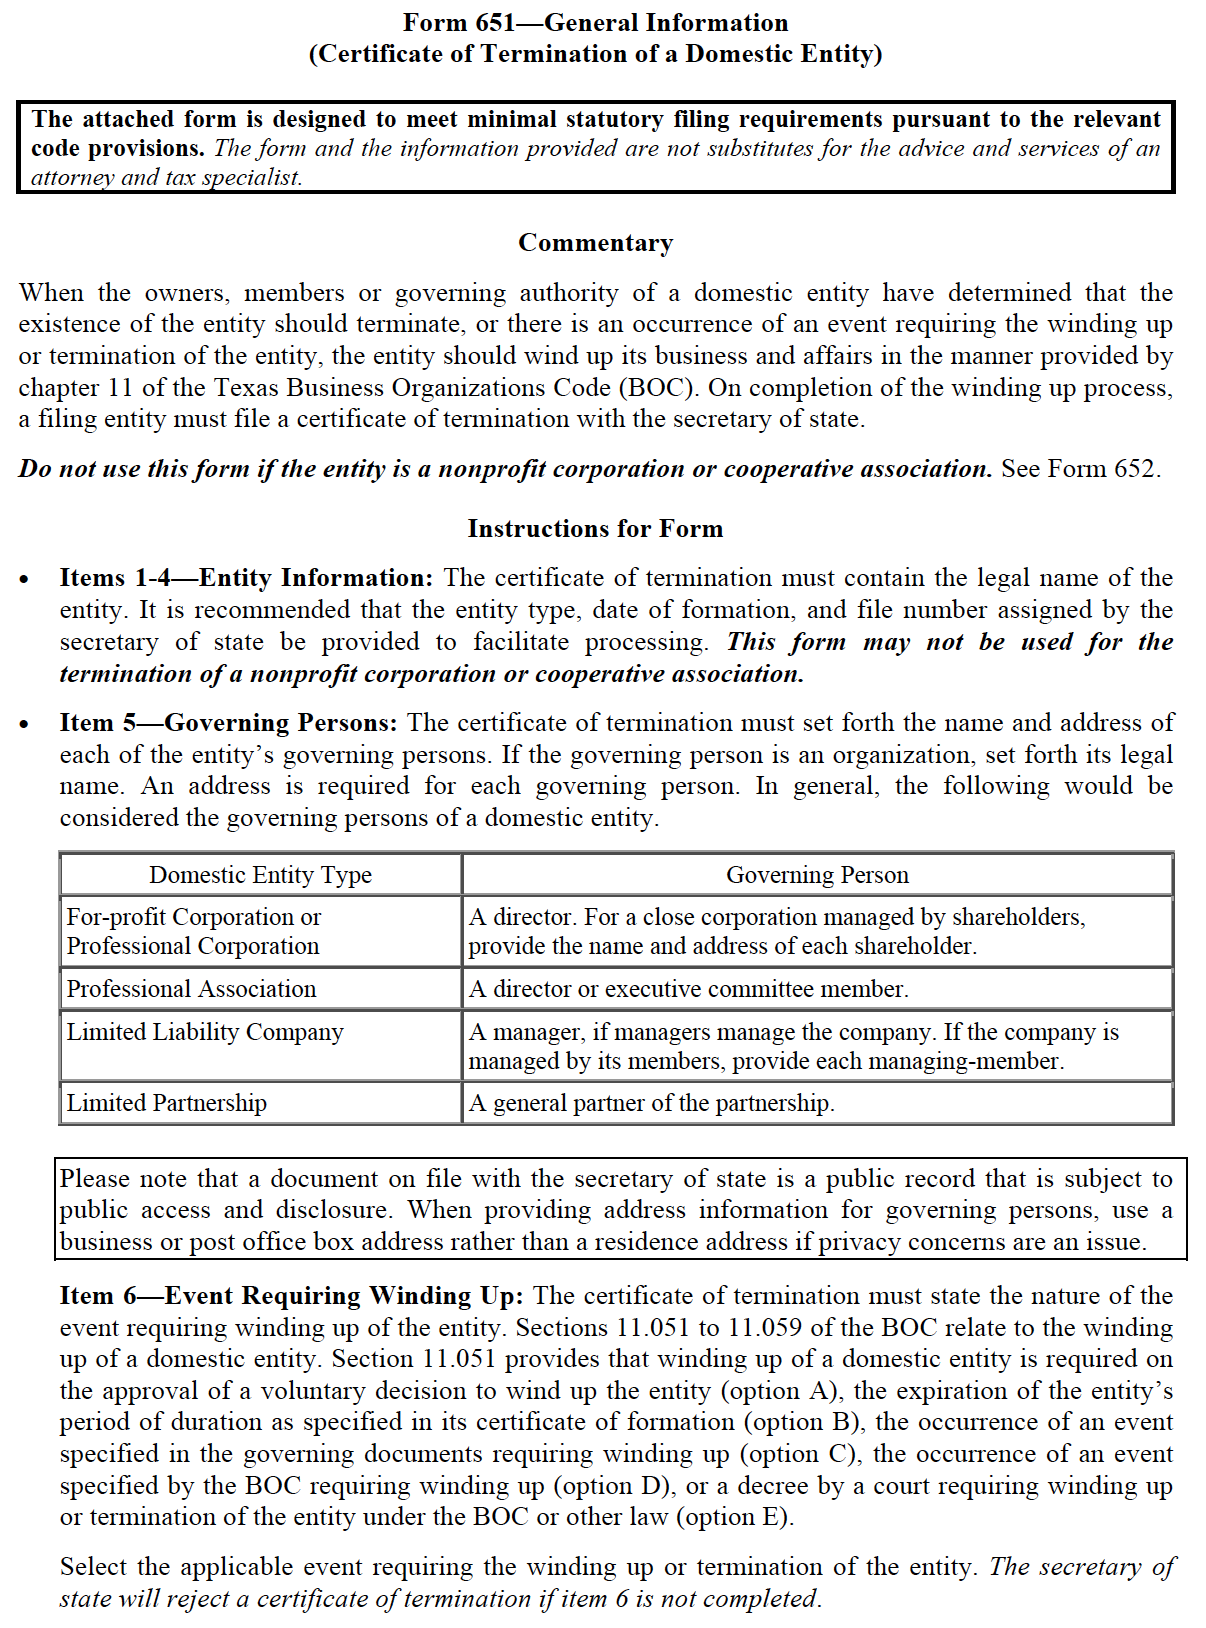 Form 651—General Information
(Certificate of Termination of a Domestic Entity)
The attached form is designed to meet minimal statutory filing requirements pursuant to the relevant
code provisions. The form and the information provided are not substitutes for the advice and services of an
attorney and tax specialist.
Commentary
When the owners, members or governing authority of a domestic entity have determined that the
existence of the entity should terminate, or there is an occurrence of an event requiring the winding up
or termination of the entity, the entity should wind up its business and affairs in the manner provided by
chapter 11 of the Texas Business Organizations Code (BOC). On completion of the winding up process,
a filing entity must file a certificate of termination with the secretary of state.
Do not use this form if the entity is a nonprofit corporation or cooperative association. See Form 652.
Instructions for Form
• Items 1-4—Entity Information: The certificate of termination must contain the legal name of the
entity. It is recommended that the entity type, date of formation, and file number assigned by the
secretary of state be provided to facilitate processing. This form may not be used for the
termination of a nonprofit corporation or cooperative association.
• Item 5—Governing Persons: The certificate of termination must set forth the name and address of
each of the entity’s governing persons. If the governing person is an organization, set forth its legal
name. An address is required for each governing person. In general, the following would be
considered the governing persons of a domestic entity.
Domestic Entity Type Governing Person
For-profit Corporation or A director. For a close corporation managed by shareholders,
Professional Corporation provide the name and address of each shareholder.
Professional Association A director or executive committee member.
Limited Liability Company A manager, if managers manage the company. If the company is
managed by its members, provide each managing-member.
Limited Partnership A general partner of the partnership.
Please note that a document on file with the secretary of state is a public record that is subject to
public access and disclosure. When providing address information for governing persons, use a
business or post office box address rather than a residence address if privacy concerns are an issue.
Item 6—Event Requiring Winding Up: The certificate of termination must state the nature of the
event requiring winding up of the entity. Sections 11.051 to 11.059 of the BOC relate to the winding
up of a domestic entity. Section 11.051 provides that winding up of a domestic entity is required on
the approval of a voluntary decision to wind up the entity (option A), the expiration of the entity’s
period of duration as specified in its certificate of formation (option B), the occurrence of an event
specified in the governing documents requiring winding up (option C), the occurrence of an event
specified by the BOC requiring winding up (option D), or a decree by a court requiring winding up
or termination of the entity under the BOC or other law (option E).
Select the applicable event requiring the winding up or termination of the entity. The secretary of
state will reject a certificate of termination if item 6 is not completed.